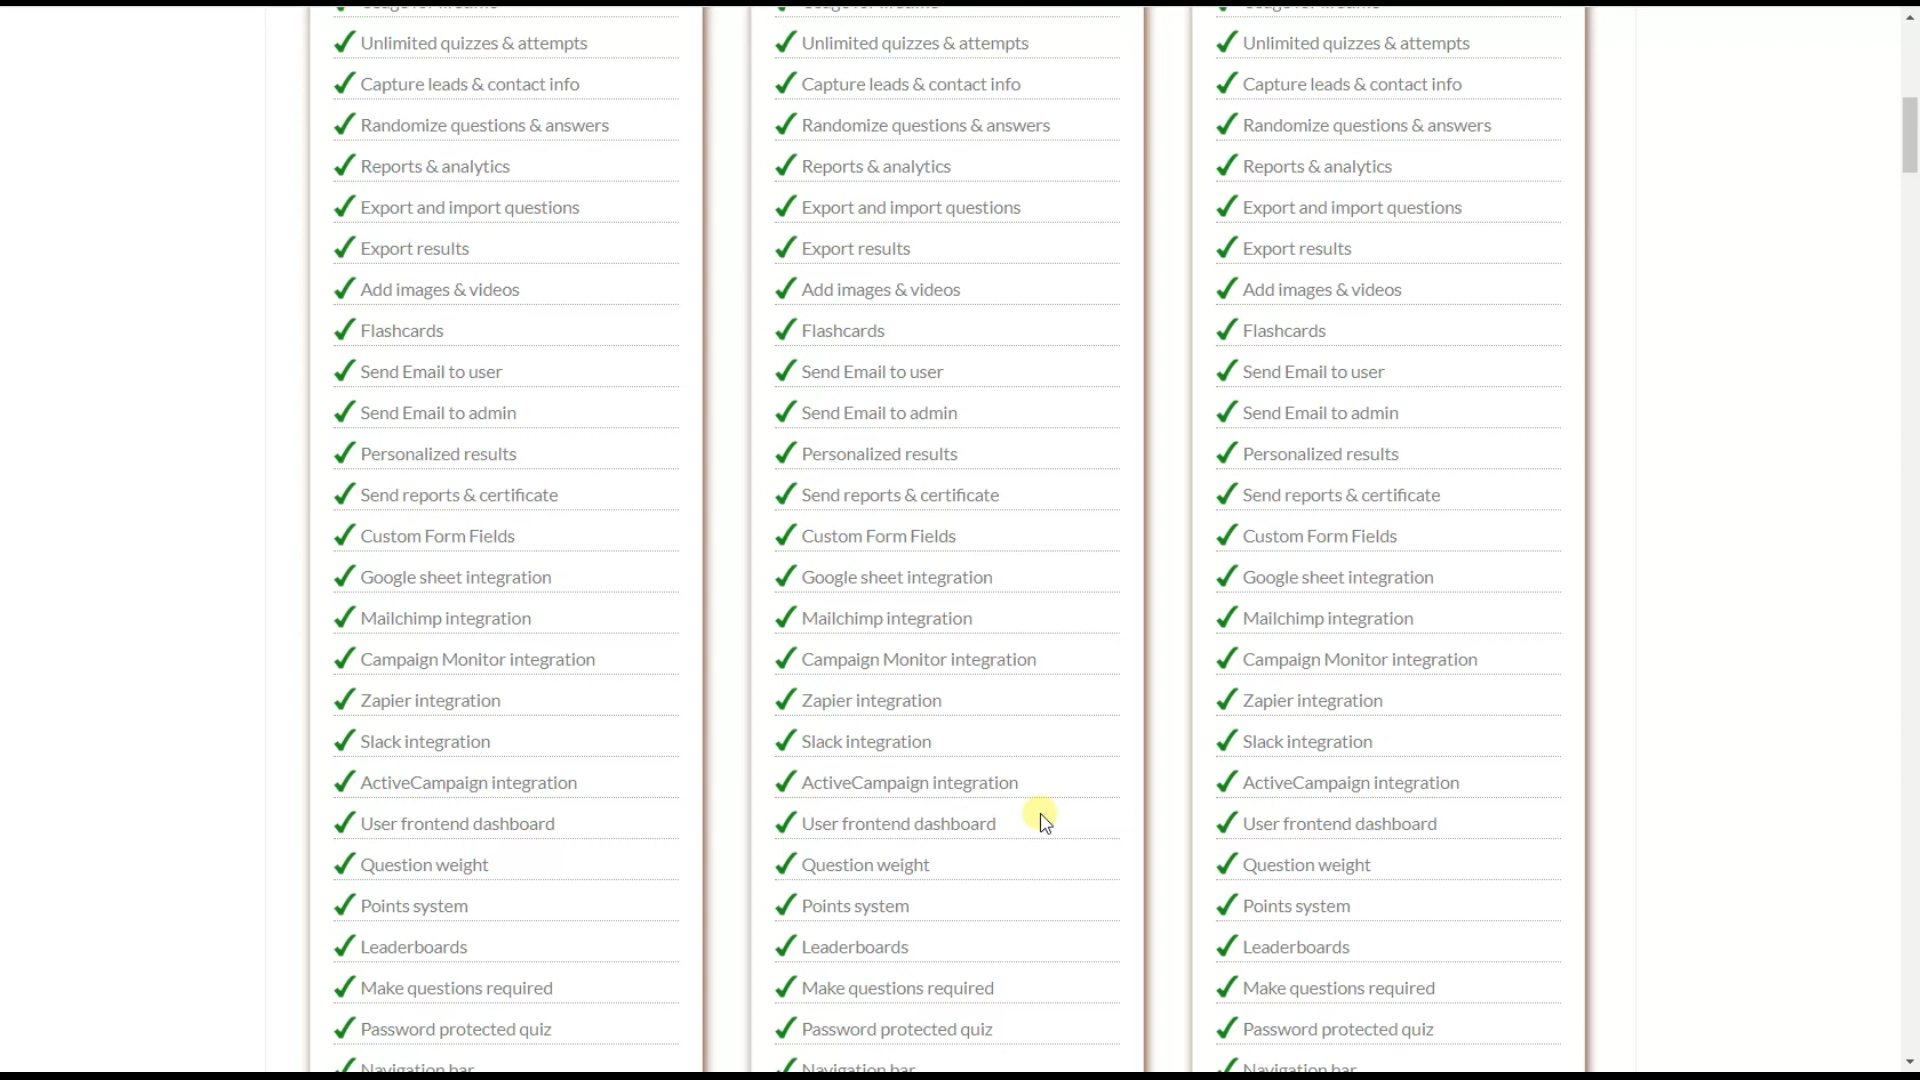 Unlimited quizzes & attempts
Capture leads & contact info
Randomize questions & answers
Reports & analytics
Export and import questions
Export results
Add images & videos
Flashcards
Send Email to user
Send Email to admin
Personalized results
Send reports & certificate
Custom Form Fields
Google sheet integration
Mailchimp integration
Campaign Monitor integration
Zapier integration
Slack integration
ActiveCampaign integration
User frontend dashboard
Question weight
Points system
Leaderboards
Make questions required
Password protected quiz
Navigation bar
Unlimited quizzes & attempts
Capture leads & contact info
Randomize questions & answers
Reports & analytics
Export and import questions
Export results
Add images & videos
Flashcards
Send Email to user
Send Email to admin
Personalized results
Send reports & certificate
Custom Form Fields
Google sheet integration
Mailchimp integration
Campaign Monitor integration
Zapier integration
Slack integration
ActiveCampaign integration
User frontend dashboard
Question weight
Points system
Leaderboards
Make questions required
Password protected quiz
Navigation bar
Unlimited quizzes & attempts
Capture leads & contact info
Randomize questions & answers
Reports & analytics
Export and import questions
Export results
Add images & videos
Flashcards
Send Email to user
Send Email to admin
Personalized results
Send reports & certificate
Custom Form Fields
Google sheet integration
Mailchimp integration
Campaign Monitor integration
Zapier integration
Slack integration
ActiveCampaign integration
User frontend dashboard
Question weight
Points system
Leaderboards
Make questions required
Password protected quiz
Navigation bar